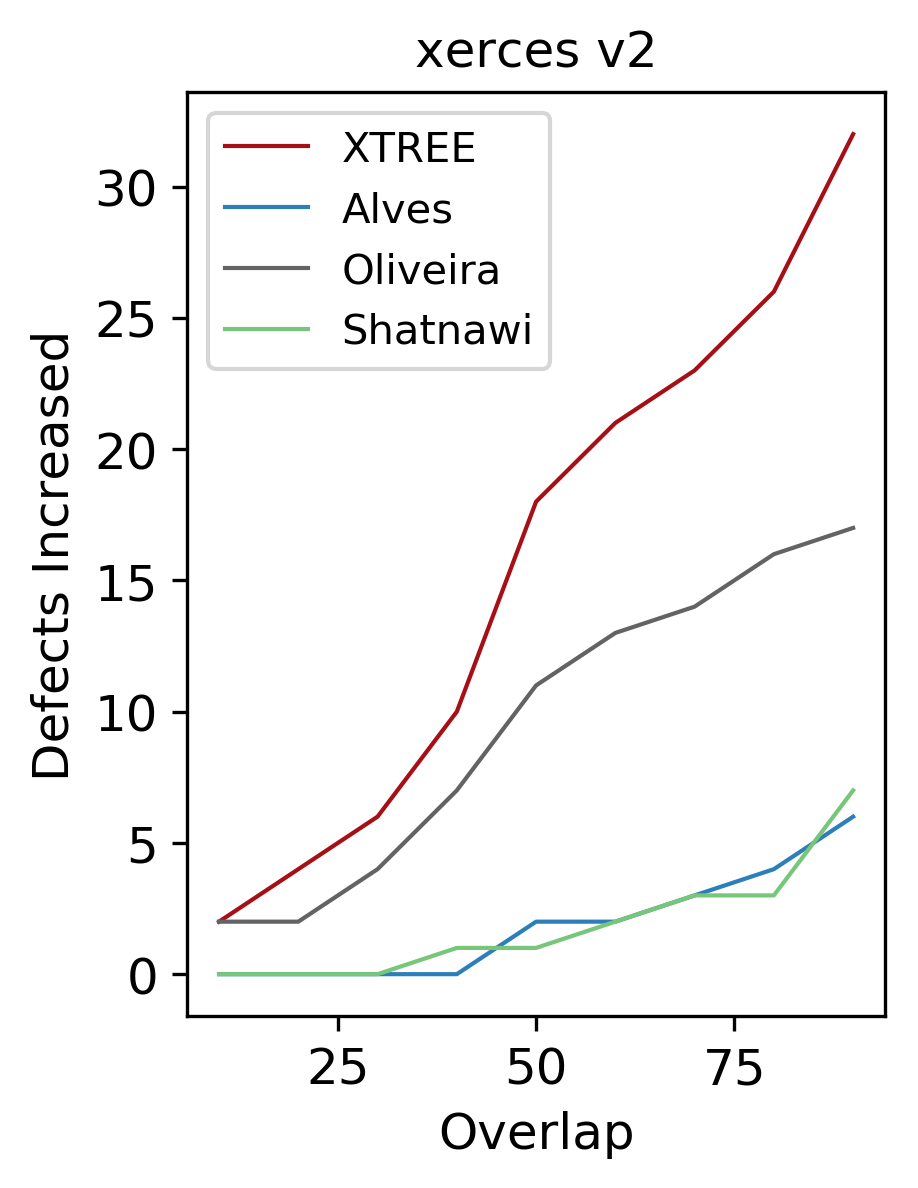 xerces v2
XTREE
Alves
Oliveira
Shatnawi
Defects Increased
30
25
20
15
10
5
0
25 50 75
Overlap